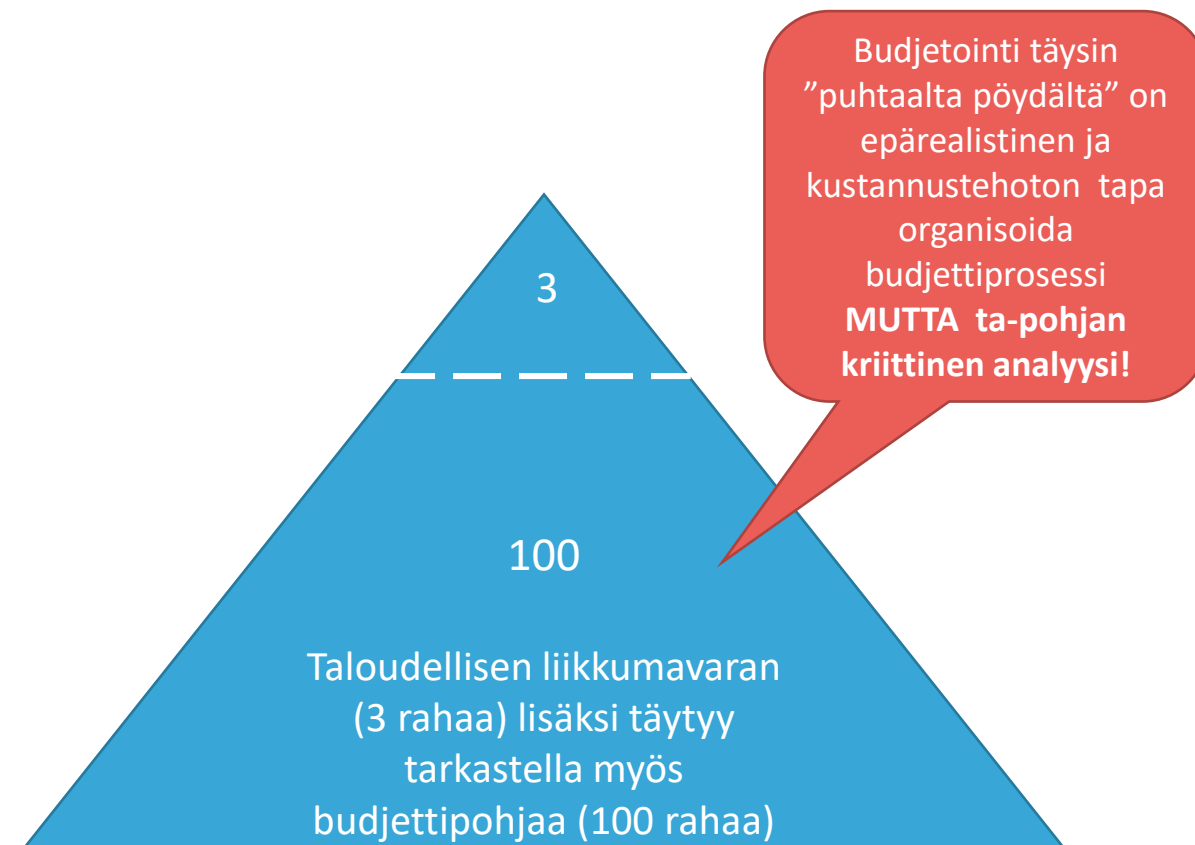 Budjetointi täysin
”puhtaalta pöydältä” on
epärealistinen ja
kustannustehoton tapa
organisoida
budjettiprosessi
MUTTA ta-pohjan
kriittinen analyysi!
3
100
Taloudellisen liikkumavaran
(3 rahaa) lisäksi täytyy
tarkastella myös
budjettipohjaa (100 rahaa)